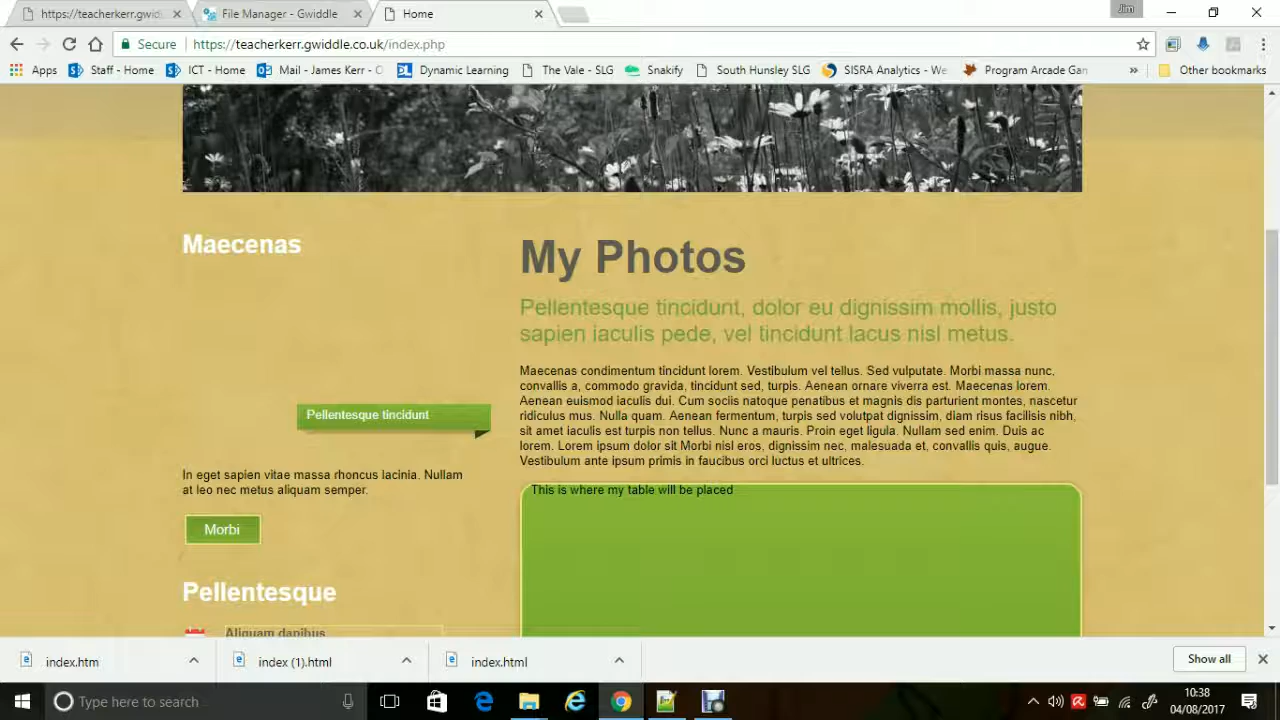 https://teacherkerr.gwid
File Manager - Gwiddle
Home
Jim
Secure
https://teacherkerr.gwiddle.co.uk/index.php
Apps
Staff - Home
ICT - Home
Mail - James Kerr - C
Dynamic Learning
The Vale - SLG
Snakify
South Hunsley SLG
SISRA Analytics - We
Program Arcade Gan
»
Other bookmarks
Maecenas
Pellentesque tincidunt
In eget sapien vitae massa rhoncus lacinia. Nullam
at leo nec metus aliquam semper.
Morbi
Pellentesque
Aliquam dapibus
My Photos
Pellentesque tincidunt, dolor eu dignissim mollis, justo
sapien iaculis pede, vel tincidunt lacus nisl metus.
Maecenas condimentum tincidunt lorem. Vestibulum vel tellus. Sed vulputate. Morbi massa nunc,
convallis a, commodo gravida, tincidunt sed, turpis. Aenean ornare viverra est. Maecenas lorem.
Aenean euismod iaculis dui. Cum sociis natoque penatibus et magnis dis parturient montes, nascetur
ridiculus mus. Nulla quam. Aenean fermentum, turpis sed volutpat dignissim, diam risus facilisis nibh,
sit amet iaculis est turpis non tellus. Nunc a mauris. Proin eget ligula. Nullam sed enim. Duis ac
lorem. Lorem ipsum dolor sit Morbi nisl eros, dignissim nec, malesuada et, convallis quis, augue.
Vestibulum ante ipsum primis in faucibus orci luctus et ultrices.
This is where my table will be placed
index.htm
index (1).html
index.html
Show all
Type here to search
10:38
04/08/2017